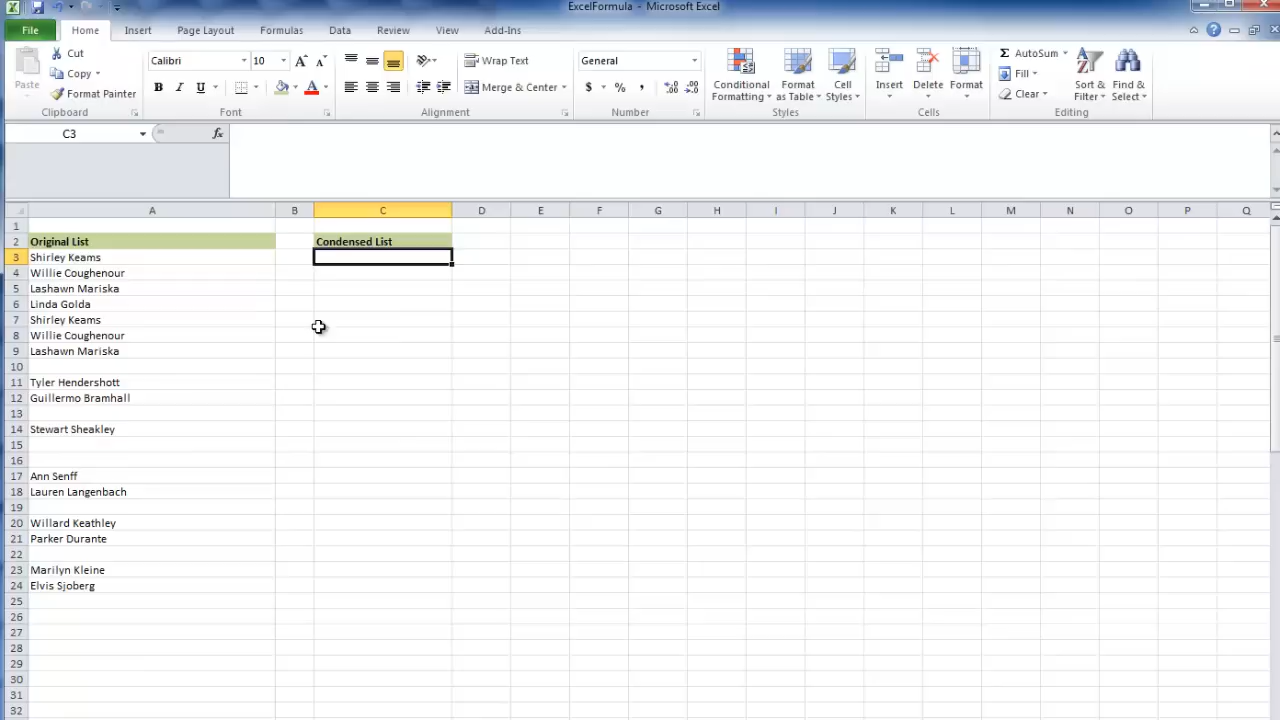 ExcelFormula - Microsoft Excel
File Home Insert Page Layout Formulas Data Review View Add-Ins
Paste
Cut
Copy
Format Painter
Clipboard
Calibri 10
B I U
Font
Wrap Text
Merge & Center
Alignment
General
$ % ,
Number
Conditional Formatting
Format as Table
Cell Styles
Styles
Insert Delete Format
Cells
AutoSum
Fill
Clear
Sort & Filter
Find & Select
Editing
C3 fx
A B C D E F G H I J K L M N O P Q
1
2 Original List Condensed List
3 Shirley Keams
4 Willie Coughenour
5 Lashawn Mariska
6 Linda Golda
7 Shirley Keams
8 Willie Coughenour
9 Lashawn Mariska
10
11 Tyler Hendershott
12 Guillermo Bramhall
13
14 Stewart Sheakley
15
16
17 Ann Senff
18 Lauren Langenbach
19
20 Willard Keathley
21 Parker Durante
22
23 Marilyn Kleine
24 Elvis Sjoberg
25
26
27
28
29
30
31
32